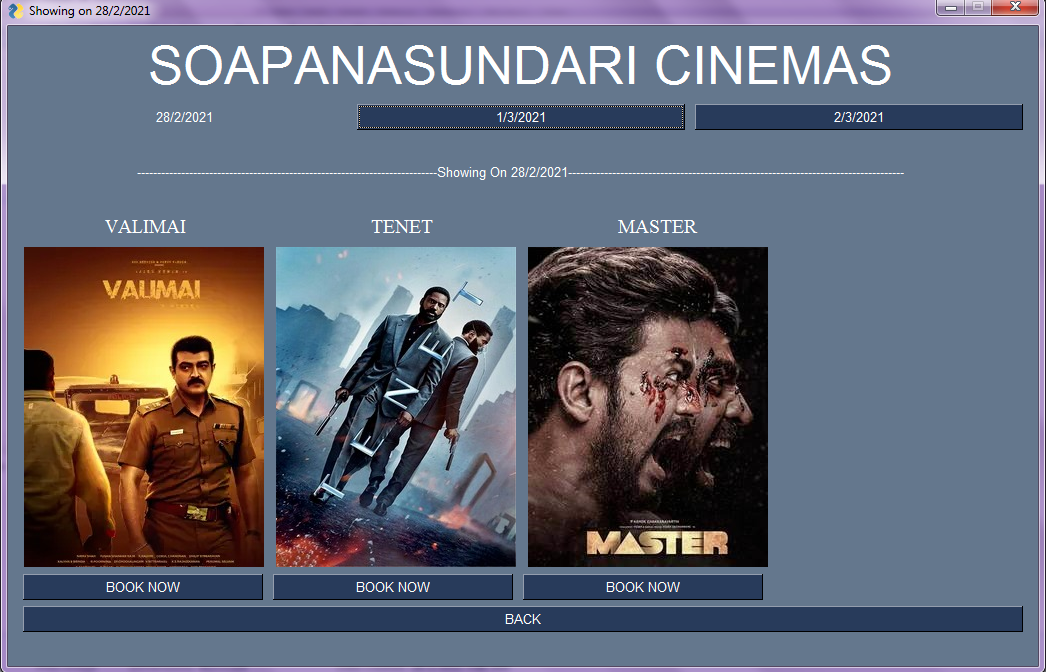 Showing on 28/2/2021
SOAPANASUNDARI CINEMAS
28/2/2021 1/3/2021 2/3/2021
------Showing On 28/2/2021------
VALIMAI TENET MASTER
VALIMAI
TENET
MASTER
BOOK NOW BOOK NOW BOOK NOW
BACK